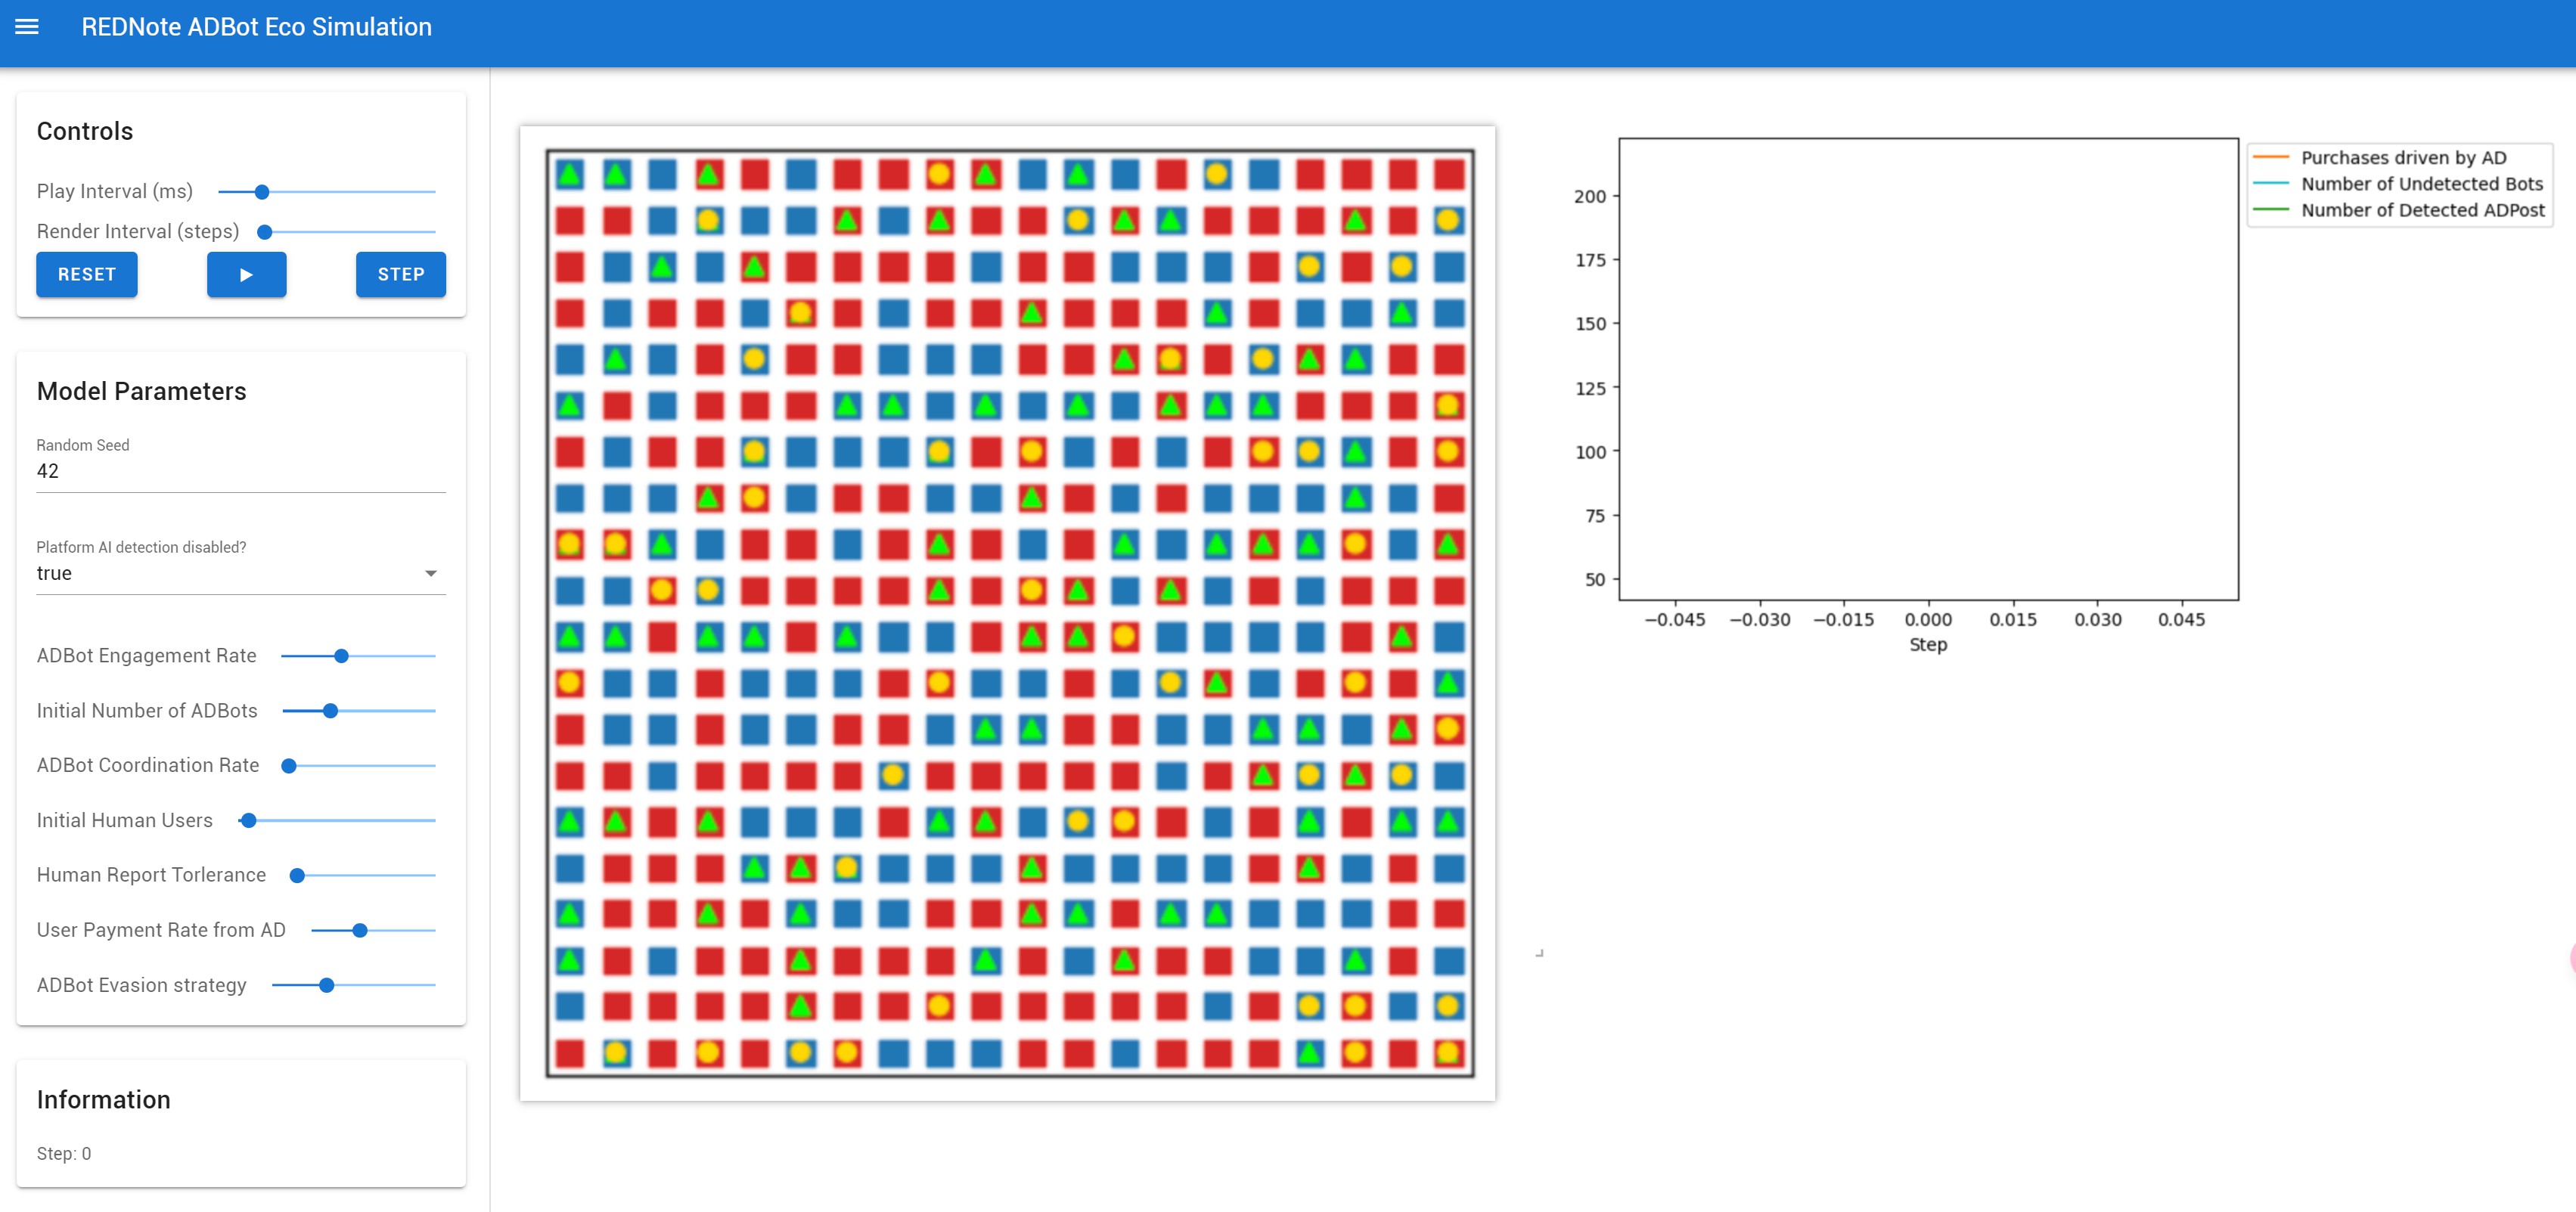 REDNote ADBot Eco Simulation
Controls
Play Interval (ms)
Render Interval (steps)
RESET
STEP
Model Parameters
Random Seed
42
Platform AI detection disabled?
true
ADBot Engagement Rate
Initial Number of ADBots
ADBot Coordination Rate
Initial Human Users
Human Report Torlerance
User Payment Rate from AD
ADBot Evasion strategy
Information
Step: 0
200
175
150
125
100
75
50
−0.045 −0.030 −0.015 0.000 0.015 0.030 0.045
Step
Purchases driven by AD
Number of Undetected Bots
Number of Detected ADPost